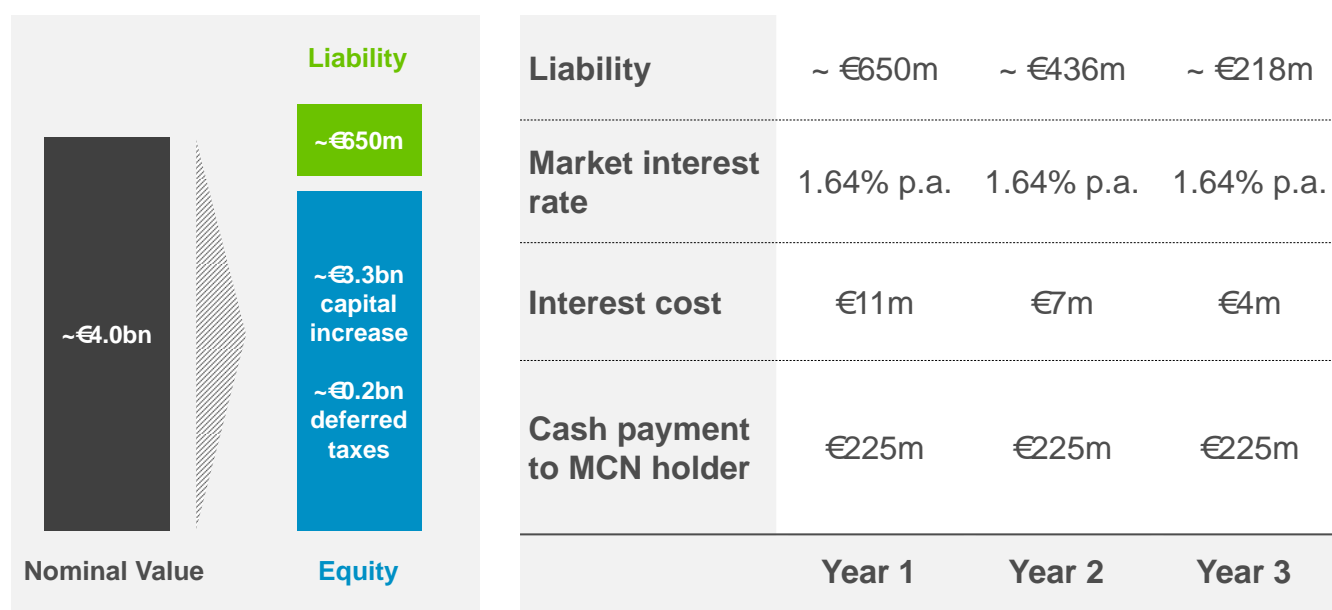 Liability
~€650m
~€4.0bn
~€3.3bn
capital
increase
~€0.2bn
deferred
taxes
Nominal Value
Equity
Liability ~ €650m ~ €436m ~ €218m
Market interest
rate 1.64% p.a. 1.64% p.a. 1.64% p.a.
Interest cost €11m €7m €4m
Cash payment
to MCN holder €225m €225m €225m
Year 1 Year 2 Year 3